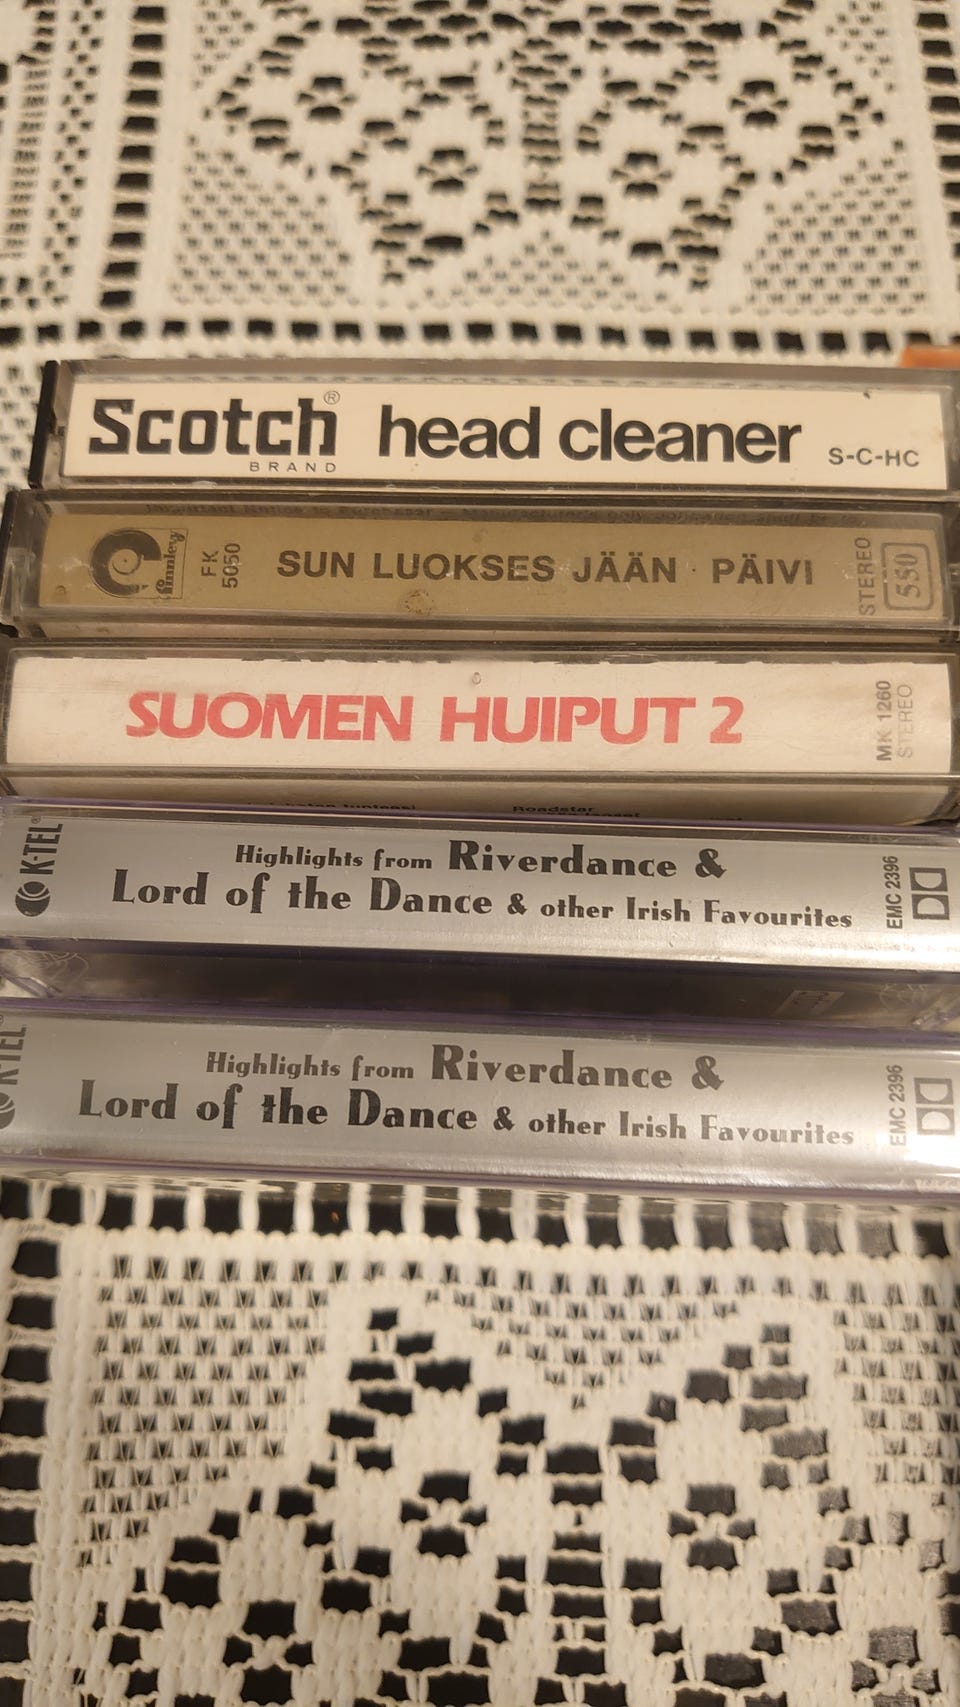 Scotch® head cleaner S-C-HC
BRAND
finnlevy
FK
5050
SUN LUOKSES JÄÄN · PÄIVI
STEREO
550
SUOMEN HUIPUT 2
MK 1260
STEREO
Roadstar
K-TEL®
Highlights from Riverdance &
Lord of the Dance & other Irish Favourites
EMC 2396
K-TEL
Highlights from Riverdance &
Lord of the Dance & other Irish Favourites
EMC 2396